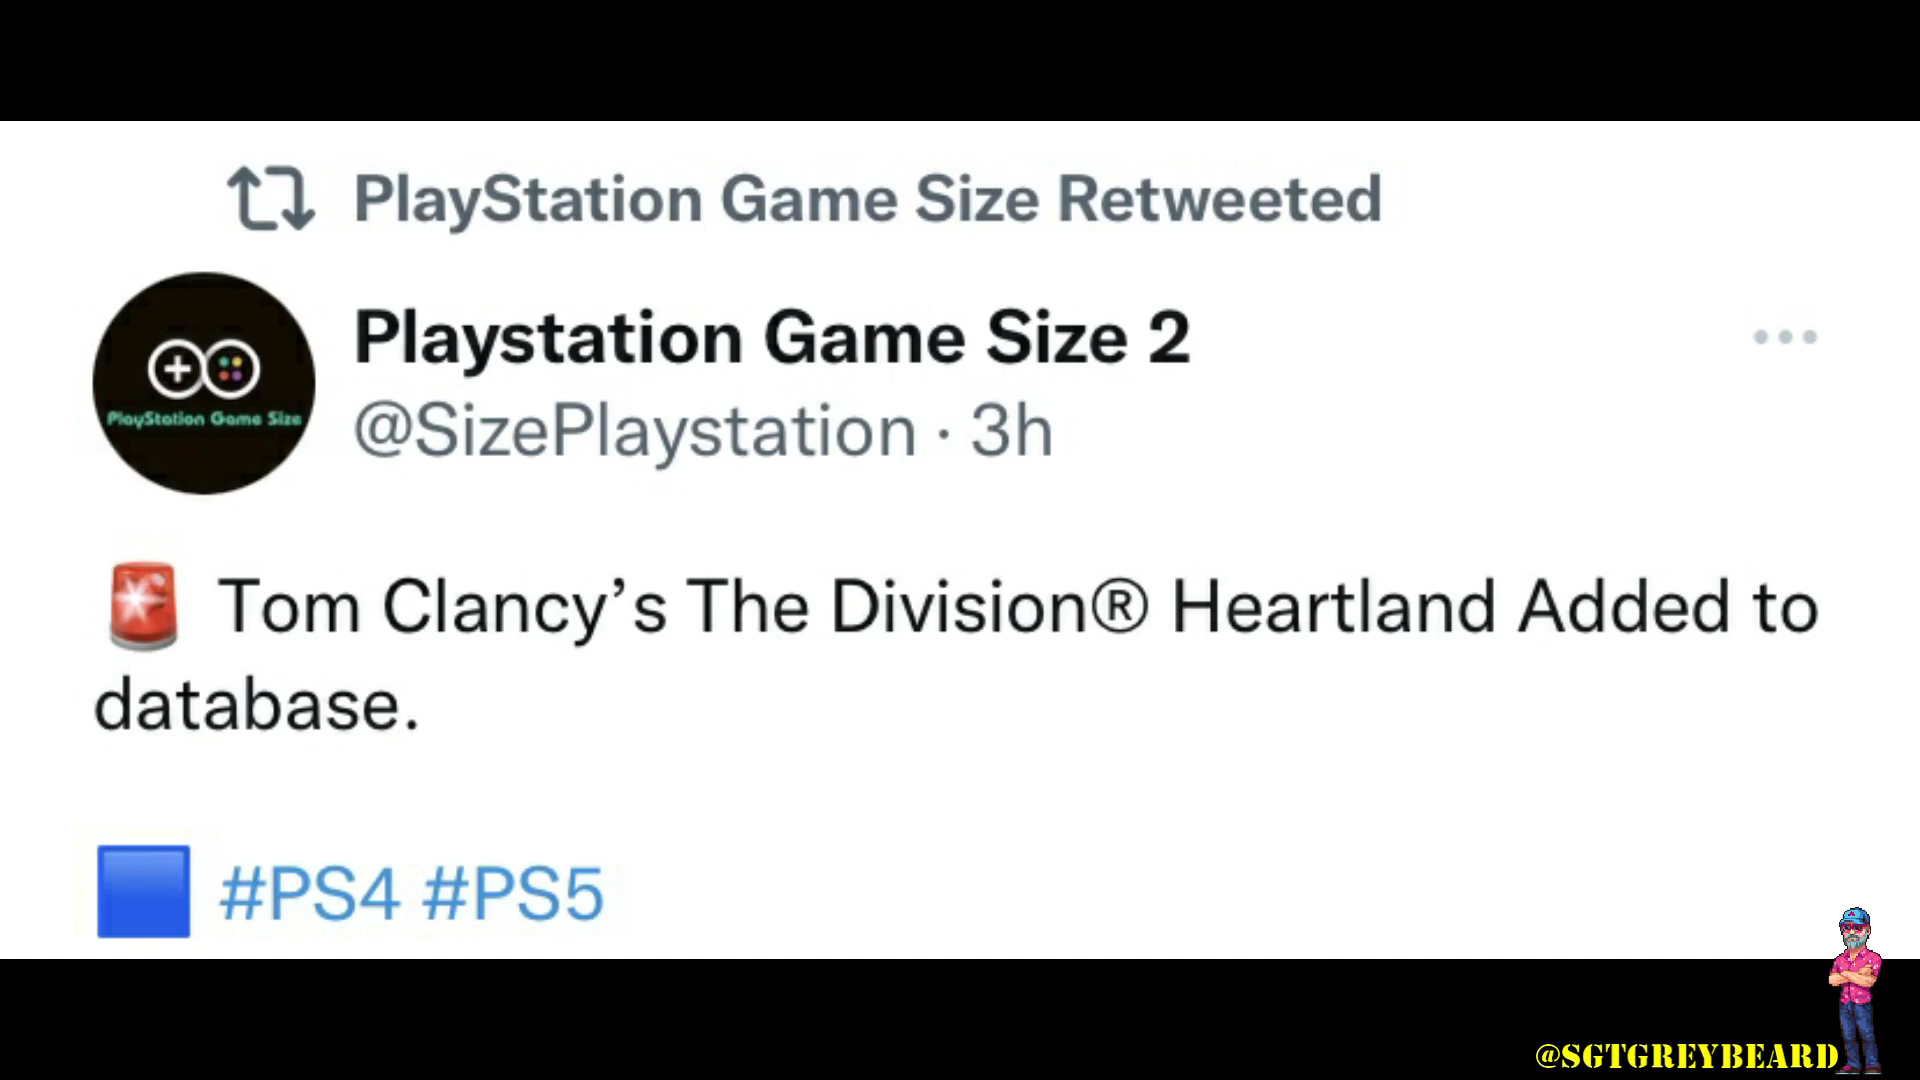 PlayStation Game Size Retweeted
PlayStation Game Size
Playstation Game Size 2
@SizePlaystation · 3h
🚨 Tom Clancy’s The Division® Heartland Added to
database.
🟦 #PS4 #PS5
@SGTGREYBEARD